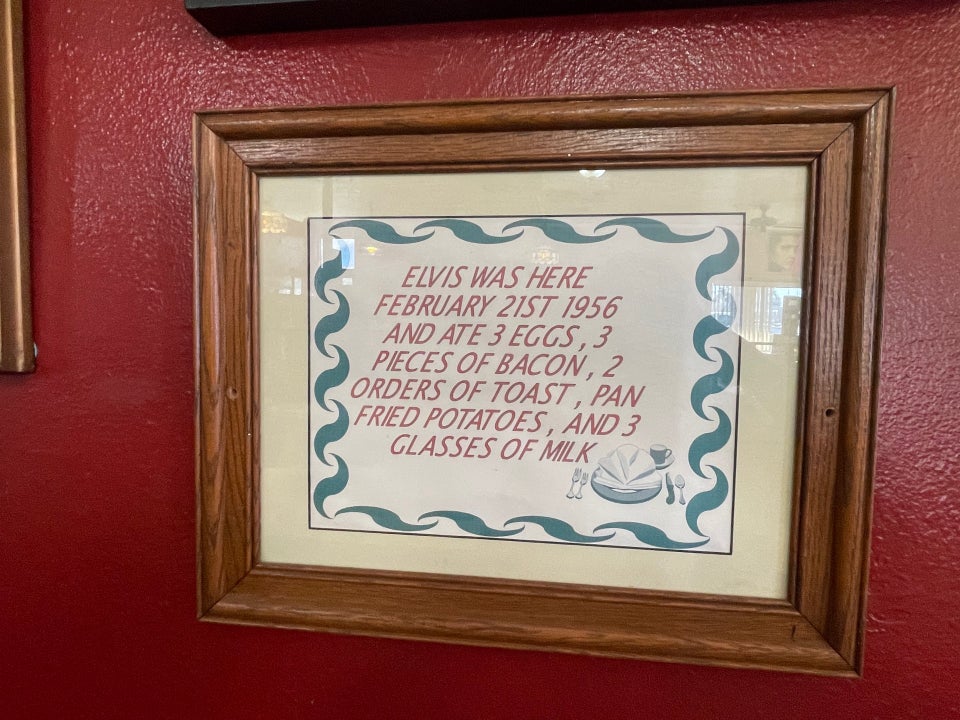 ELVIS WAS HERE
FEBRUARY 21ST 1956
AND ATE 3 EGGS , 3
PIECES OF BACON , 2
ORDERS OF TOAST , PAN
FRIED POTATOES , AND 3
GLASSES OF MILK